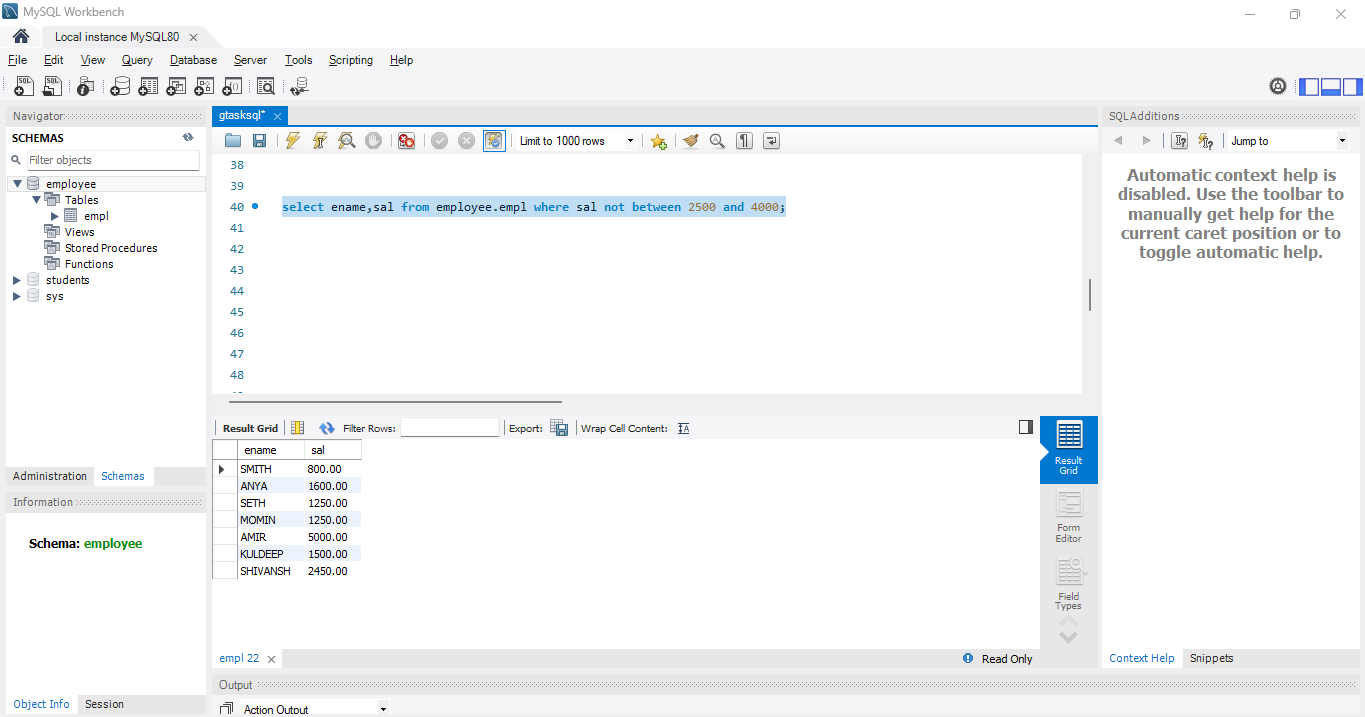 MySQL Workbench
Local instance MySQL80
File Edit View Query Database Server Tools Scripting Help
Navigator
SCHEMAS
Filter objects
employee
Tables
empl
Views
Stored Procedures
Functions
students
sys
Administration Schemas
Information
Schema: employee
Object Info Session
gtasksql*
Limit to 1000 rows
38
39
40 select ename,sal from employee.empl where sal not between 2500 and 4000;
41
42
43
44
45
46
47
48
Result Grid Filter Rows: Export: Wrap Cell Content:
ename sal
SMITH 800.00
ANYA 1600.00
SETH 1250.00
MOMIN 1250.00
AMIR 5000.00
KULDEEP 1500.00
SHIVANSH 2450.00
Result
Grid
Form
Editor
Field
Types
empl 22
Read Only
Output
Action Output
SQLAdditions
Jump to
Automatic context help is
disabled. Use the toolbar to
manually get help for the
current caret position or to
toggle automatic help.
Context Help Snippets